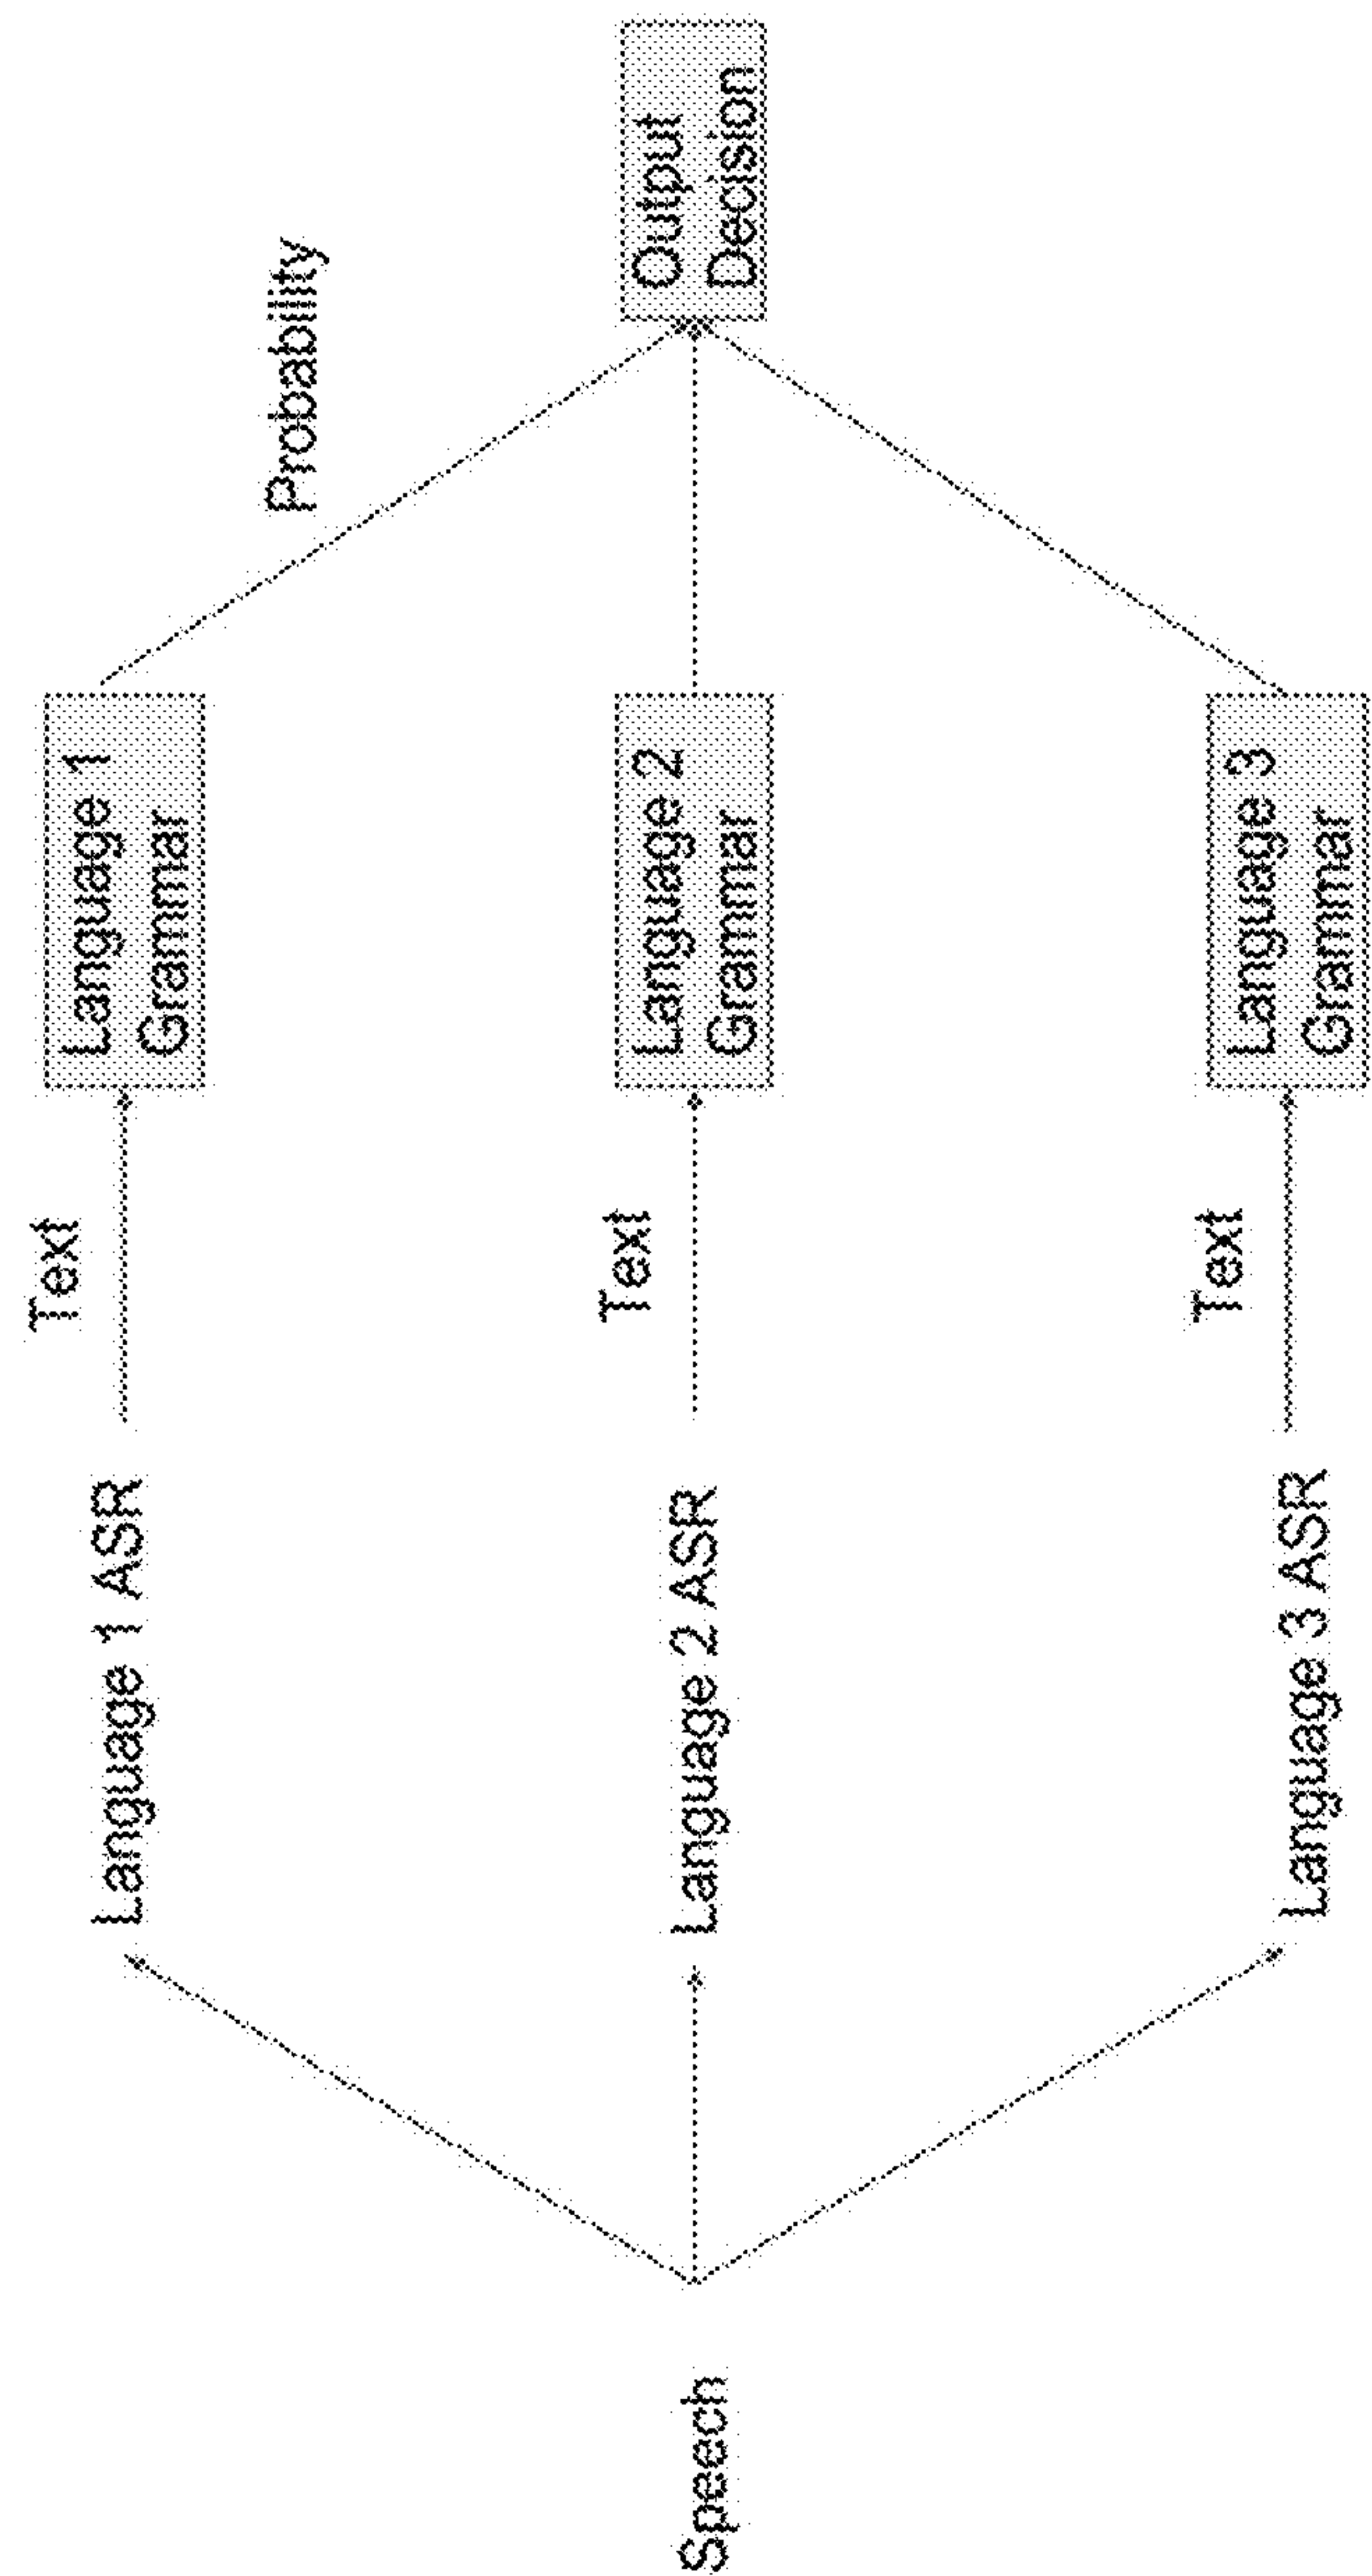 Speech
Language 1 ASR
Text
Language 1
Grammar
Probability
Language 2 ASR
Text
Language 2
Grammar
Output
Decision
Language 3 ASR
Text
Language 3
Grammar